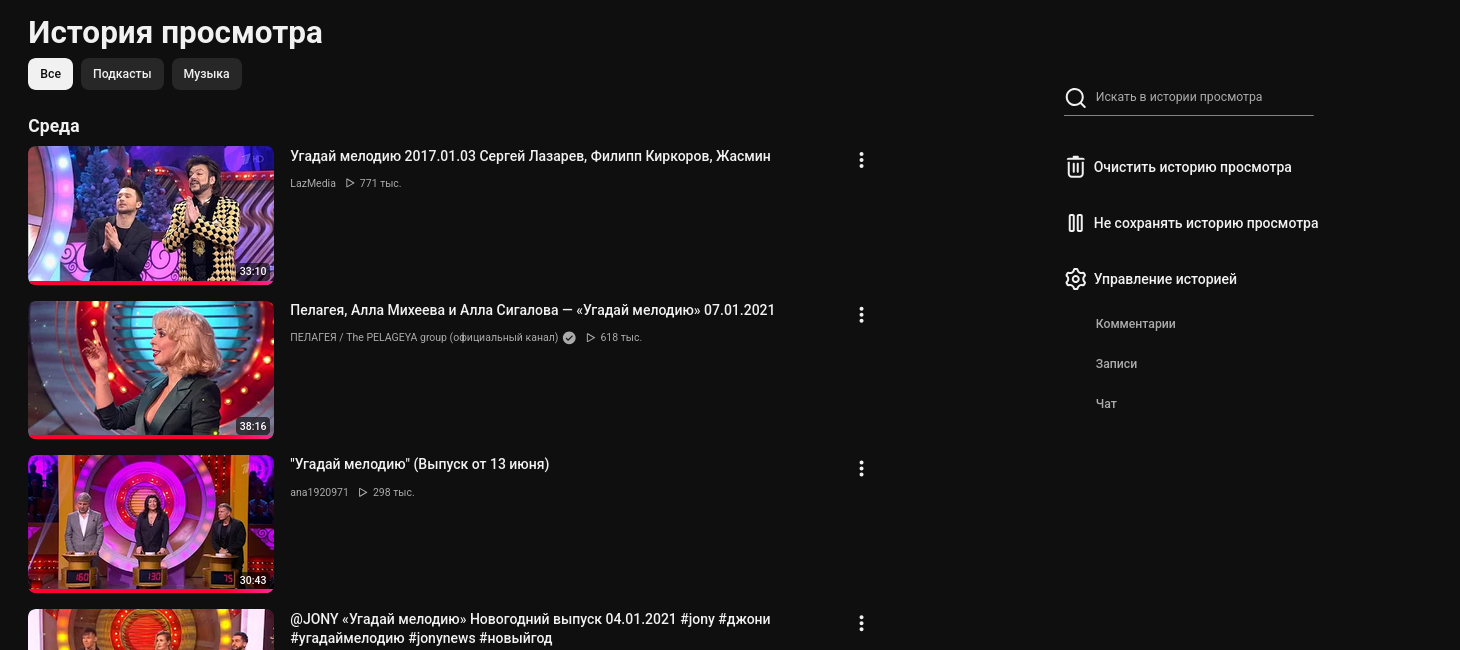 История просмотра
Все
Подкасты
Музыка
Искать в истории просмотра
Среда
33:10
Угадай мелодию 2017.01.03 Сергей Лазарев, Филипп Киркоров, Жасмин
LazMedia 771 тыс.
38:16
Пелагея, Алла Михеева и Алла Сигалова — «Угадай мелодию» 07.01.2021
ПЕЛАГЕЯ / The PELAGEYA group (официальный канал) 618 тыс.
160
130
75
30:43
"Угадай мелодию" (Выпуск от 13 июня)
ana1920971 298 тыс.
@JONY «Угадай мелодию» Новогодний выпуск 04.01.2021 #jony #джони
#угадаймелодию #jonynews #новыйгод
Очистить историю просмотра
Не сохранять историю просмотра
Управление историей
Комментарии
Записи
Чат